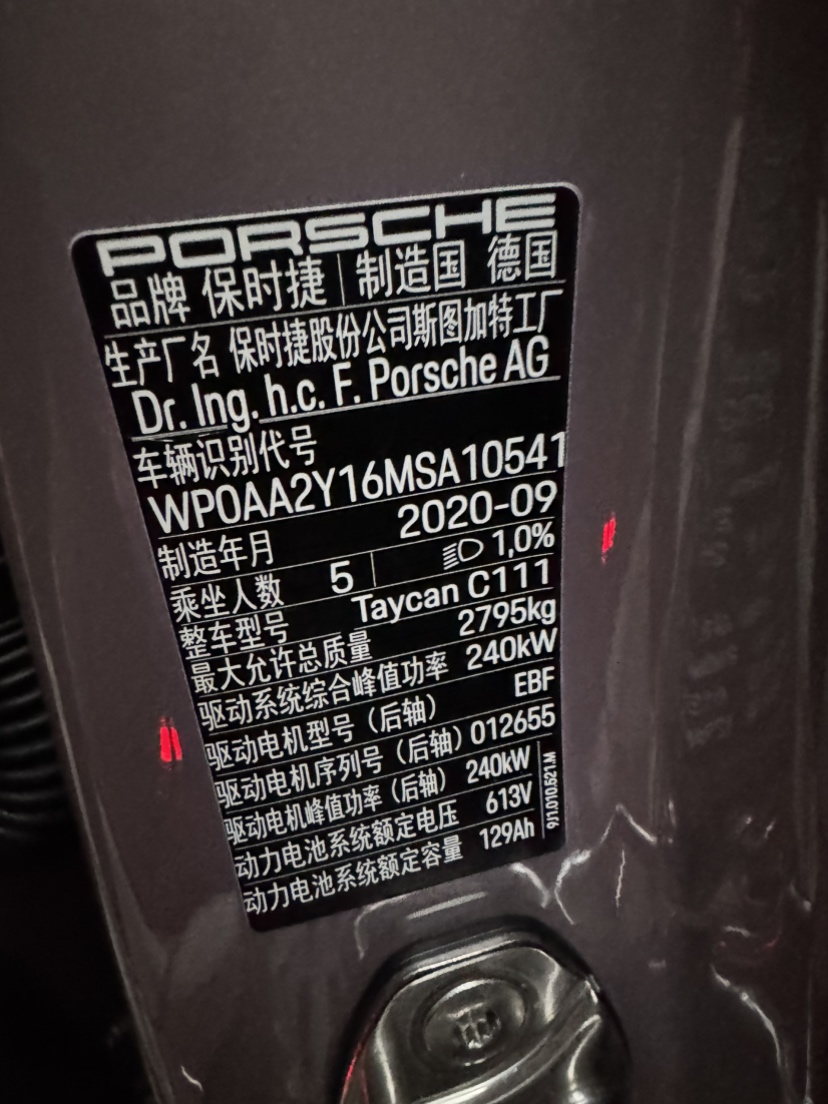 PORSCHE
品牌 保时捷 制造国 德国
生产厂名 保时捷股份公司斯图加特工厂
Dr. Ing. h.c. F. Porsche AG
车辆识别代号
WP0AA2Y16MSA10541
制造年月 2020-09
乘坐人数 5 1,0%
整车型号 Taycan C111
最大允许总质量 2795kg
驱动系统综合峰值功率 240kW
驱动电机型号（后轴） EBF
驱动电机序列号（后轴） 012655
驱动电机峰值功率（后轴） 240kW
动力电池系统额定电压 613V
动力电池系统额定容量 129Ah
9J1.010.521.M